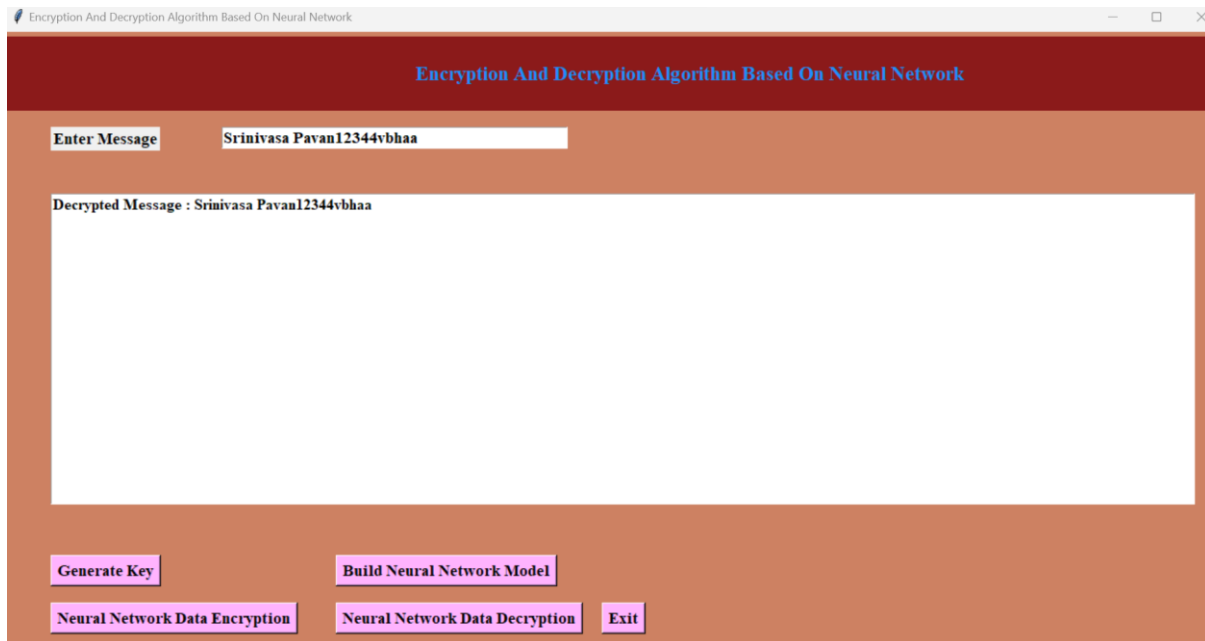 Encryption And Decryption Algorithm Based On Neural Network
Encryption And Decryption Algorithm Based On Neural Network
Enter Message Srinivasa Pavan12344vbhaa
Decrypted Message : Srinivasa Pavan12344vbhaa
Generate Key Build Neural Network Model
Neural Network Data Encryption Neural Network Data Decryption Exit